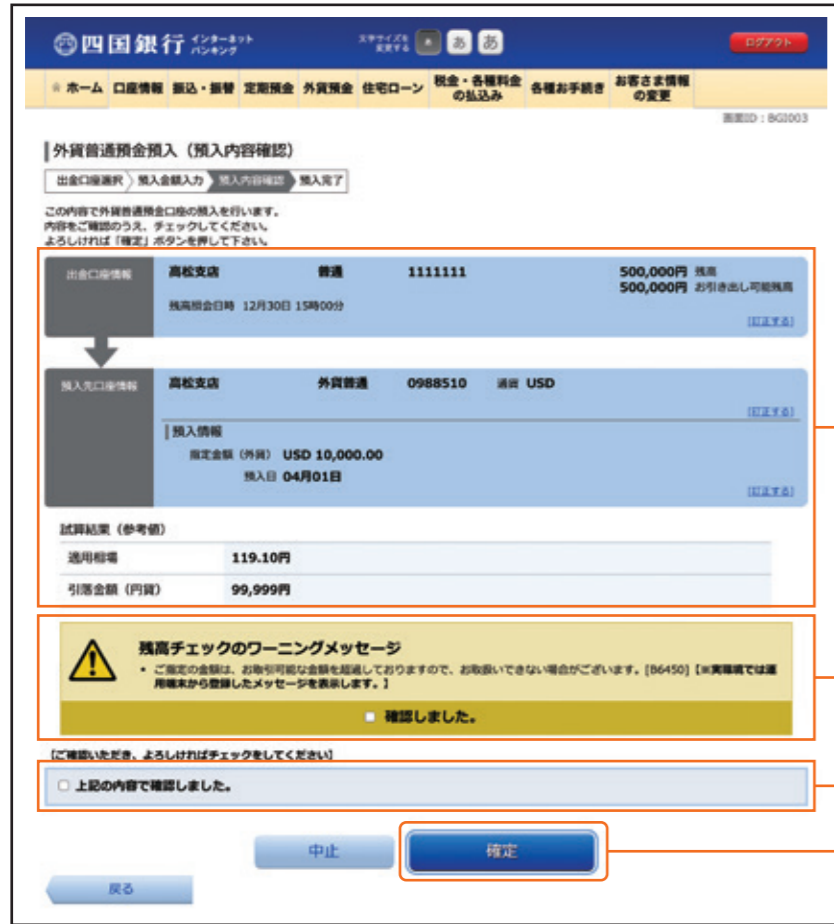 四国銀行 インターネット バンキング
文字サイズを変更する あ あ
ログアウト
ホーム 口座情報 振込・振替 定期預金 外貨預金 住宅ローン 税金・各種料金の払込み 各種お手続き お客さま情報の変更
画面ID：BGI003
外貨普通預金預入（預入内容確認）
出金口座選択 預入金額入力 預入内容確認 預入完了
この内容で外貨普通預金口座の預入を行います。
内容をご確認のうえ、チェックしてください。
よろしければ「確定」ボタンを押して下さい。
出金口座情報 高松支店 普通 1111111 500,000円 残高
500,000円 お引き出し可能残高
残高照会日時 12月30日 15時00分
[訂正する]
預入先口座情報 高松支店 外貨普通 0988510 通貨 USD
[訂正する]
預入情報
指定金額（外貨） USD 10,000.00
預入日 04月01日
[訂正する]
試算結果（参考値）
適用相場 119.10円
引落金額（円貨） 99,999円
残高チェックのワーニングメッセージ
• ご指定の金額は、お取引可能な金額を超過しておりますので、お取扱いできない場合がございます。[B6450]【※実環境では運
用端末から登録したメッセージを表示します。】
確認しました。
【ご確認いただき、よろしければチェックをしてください】
上記の内容で確認しました。
中止 確定
戻る